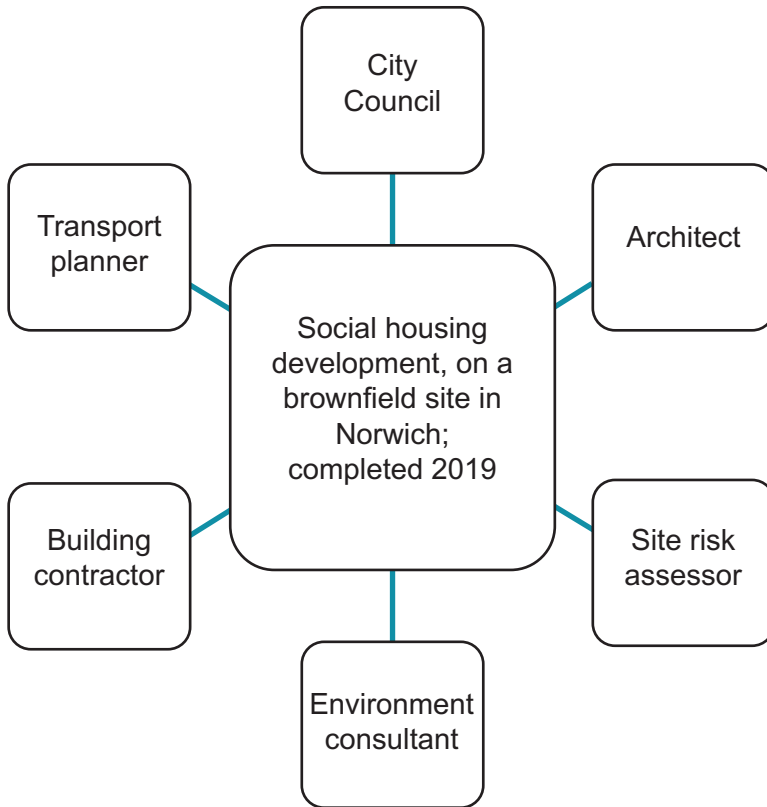 City
Council
Transport
planner
Architect
Social housing
development, on a
brownfield site in
Norwich;
completed 2019
Building
contractor
Site risk
assessor
Environment
consultant